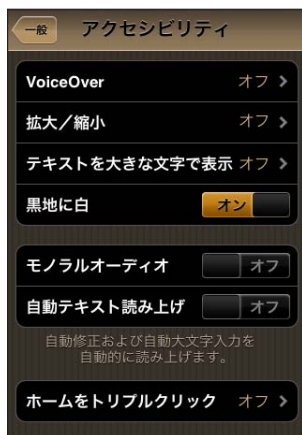 一般 アクセシビリティ
VoiceOver オフ
拡大／縮小 オフ
テキストを大きな文字で表示 オフ
黒地に白 オン
モノラルオーディオ オフ
自動テキスト読み上げ オフ
自動修正および自動大文字入力を
自動的に読み上げます。
ホームをトリプルクリック オフ